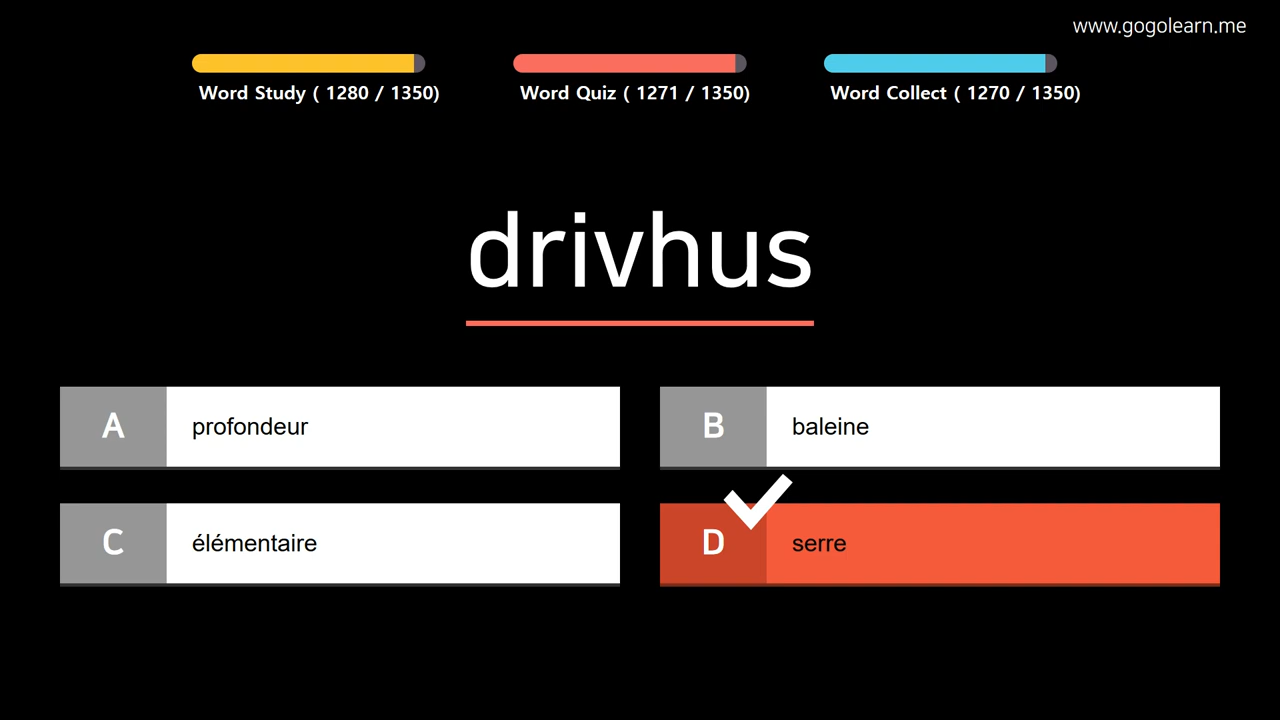 www.gogolearn.me
Word Study ( 1280 / 1350)
Word Quiz ( 1271 / 1350)
Word Collect ( 1270 / 1350)
drivhus
A profondeur
B baleine
C élémentaire
D serre